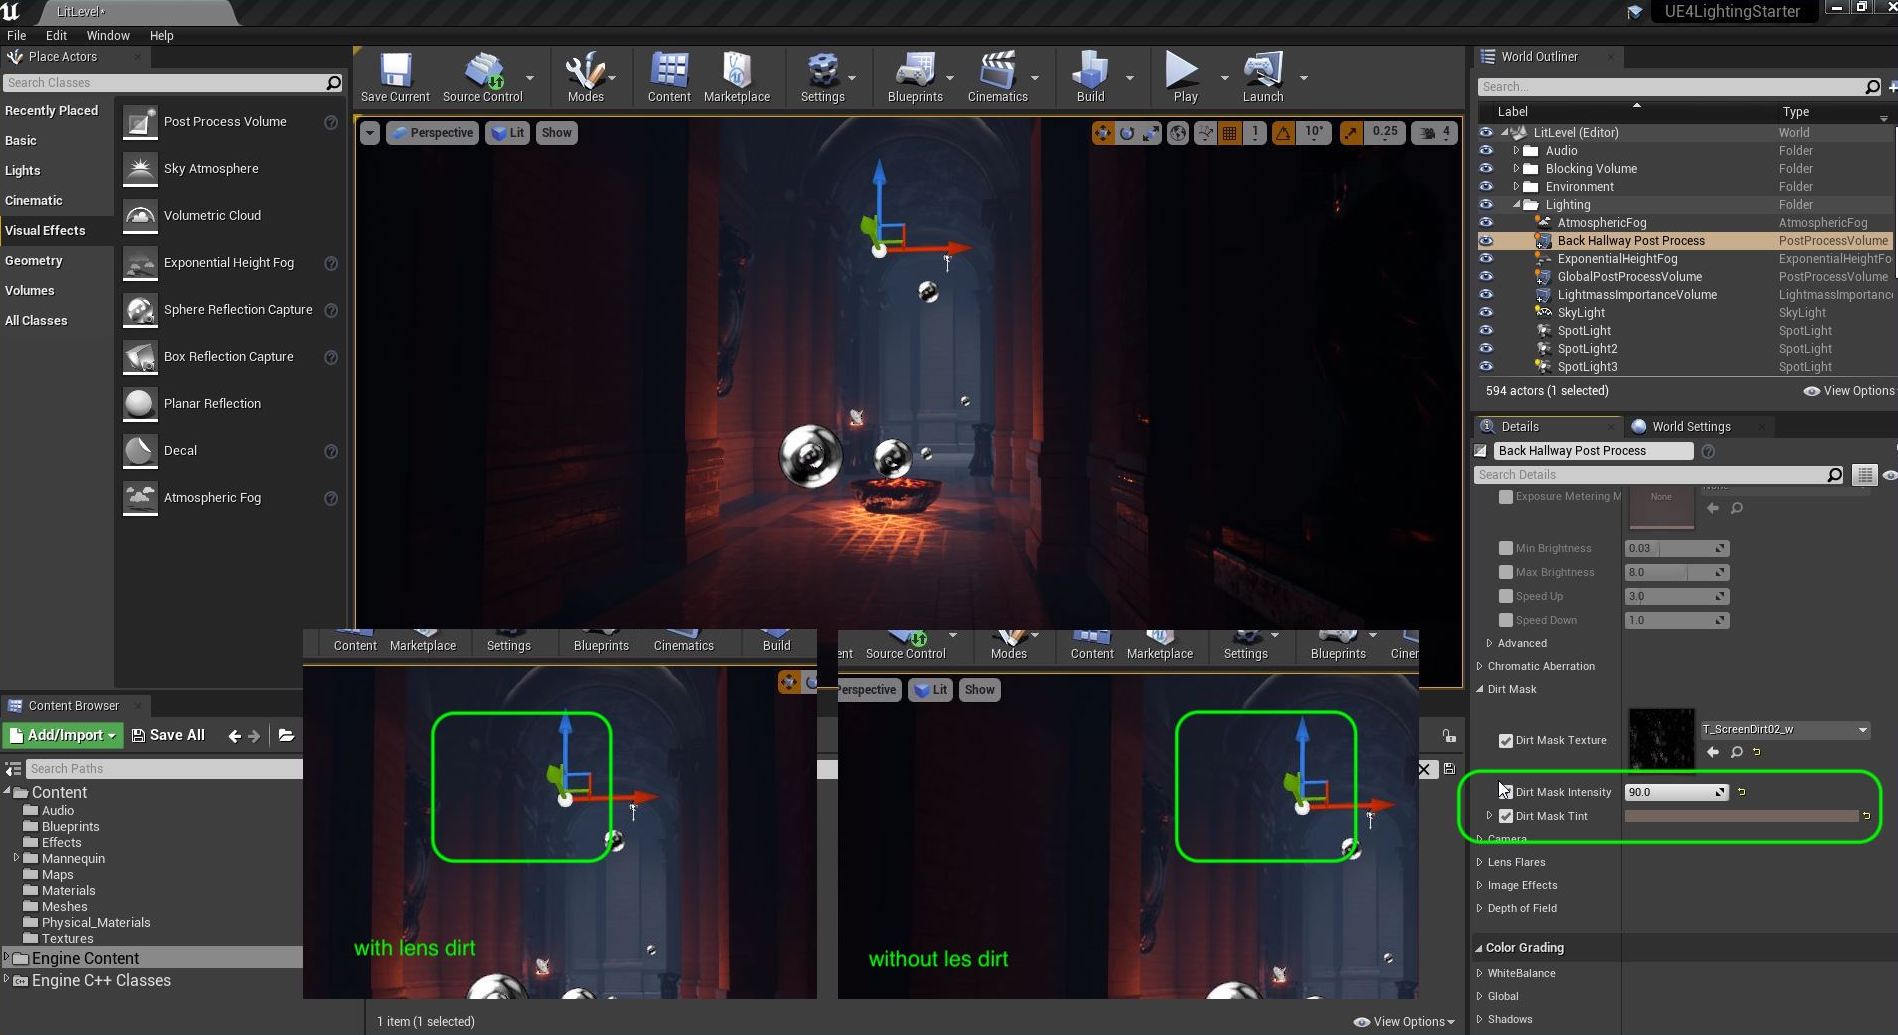 LitLevel*
UE4LightingStarter
File Edit Window Help
Place Actors
Search Classes
Recently Placed
Basic
Lights
Cinematic
Visual Effects
Geometry
Volumes
All Classes
Post Process Volume
Sky Atmosphere
Volumetric Cloud
Exponential Height Fog
Sphere Reflection Capture
Box Reflection Capture
Planar Reflection
Decal
Atmospheric Fog
Save Current Source Control Modes Content Marketplace Settings Blueprints Cinematics Build Play Launch
Perspective Lit Show
1 10° 0.25 4
World Outliner
Search...
Label Type
LitLevel (Editor) World
Audio Folder
Blocking Volume Folder
Environment Folder
Lighting Folder
AtmosphericFog AtmosphericFog
Back Hallway Post Process PostProcessVolume
ExponentialHeightFog ExponentialHeightFo
GlobalPostProcessVolume PostProcessVolume
LightmassImportanceVolume LightmassImportanc
SkyLight SkyLight
SpotLight SpotLight
SpotLight2 SpotLight
SpotLight3 SpotLight
594 actors (1 selected) View Options
Details World Settings
Back Hallway Post Process
Search Details
Exposure Metering M None
Min Brightness 0.03
Max Brightness 8.0
Speed Up 3.0
Speed Down 1.0
Advanced
Chromatic Aberration
Dirt Mask
Dirt Mask Texture T_ScreenDirt02_w
Dirt Mask Intensity 90.0
Dirt Mask Tint
Camera
Lens Flares
Image Effects
Depth of Field
Color Grading
WhiteBalance
Global
Shadows
Content Browser
Add/Import Save All
Search Paths
Content
Audio
Blueprints
Effects
Mannequin
Maps
Materials
Meshes
Physical_Materials
Textures
Engine Content
Engine C++ Classes
Content Marketplace Settings Blueprints Cinematics Build
with lens dirt
ent Source Control Modes Content Marketplace Settings Blueprints Ciner
erspective Lit Show
without les dirt
1 item (1 selected) View Options